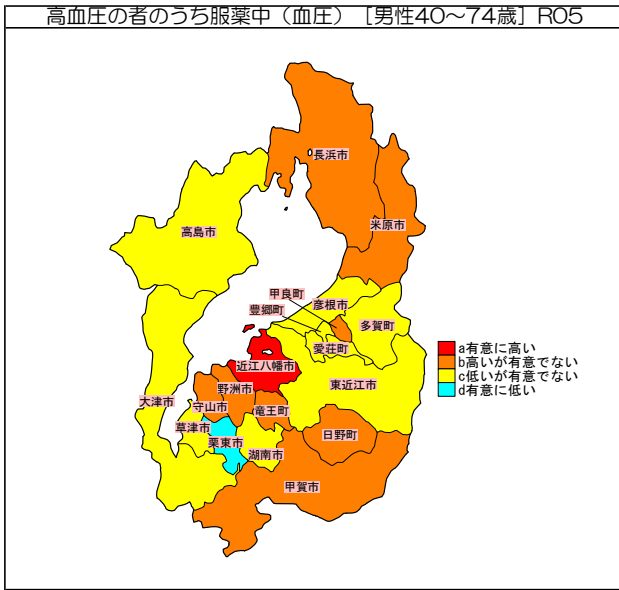 高血圧の者のうち服薬中（血圧）［男性40～74歳］R05
長浜市
米原市
高島市
甲良町
豊郷町
彦根市
多賀町
愛荘町
近江八幡市
東近江市
野洲市
大津市
守山市
竜王町
草津市
栗東市
日野町
湖南市
甲賀市
a有意に高い
b高いが有意でない
c低いが有意でない
d有意に低い